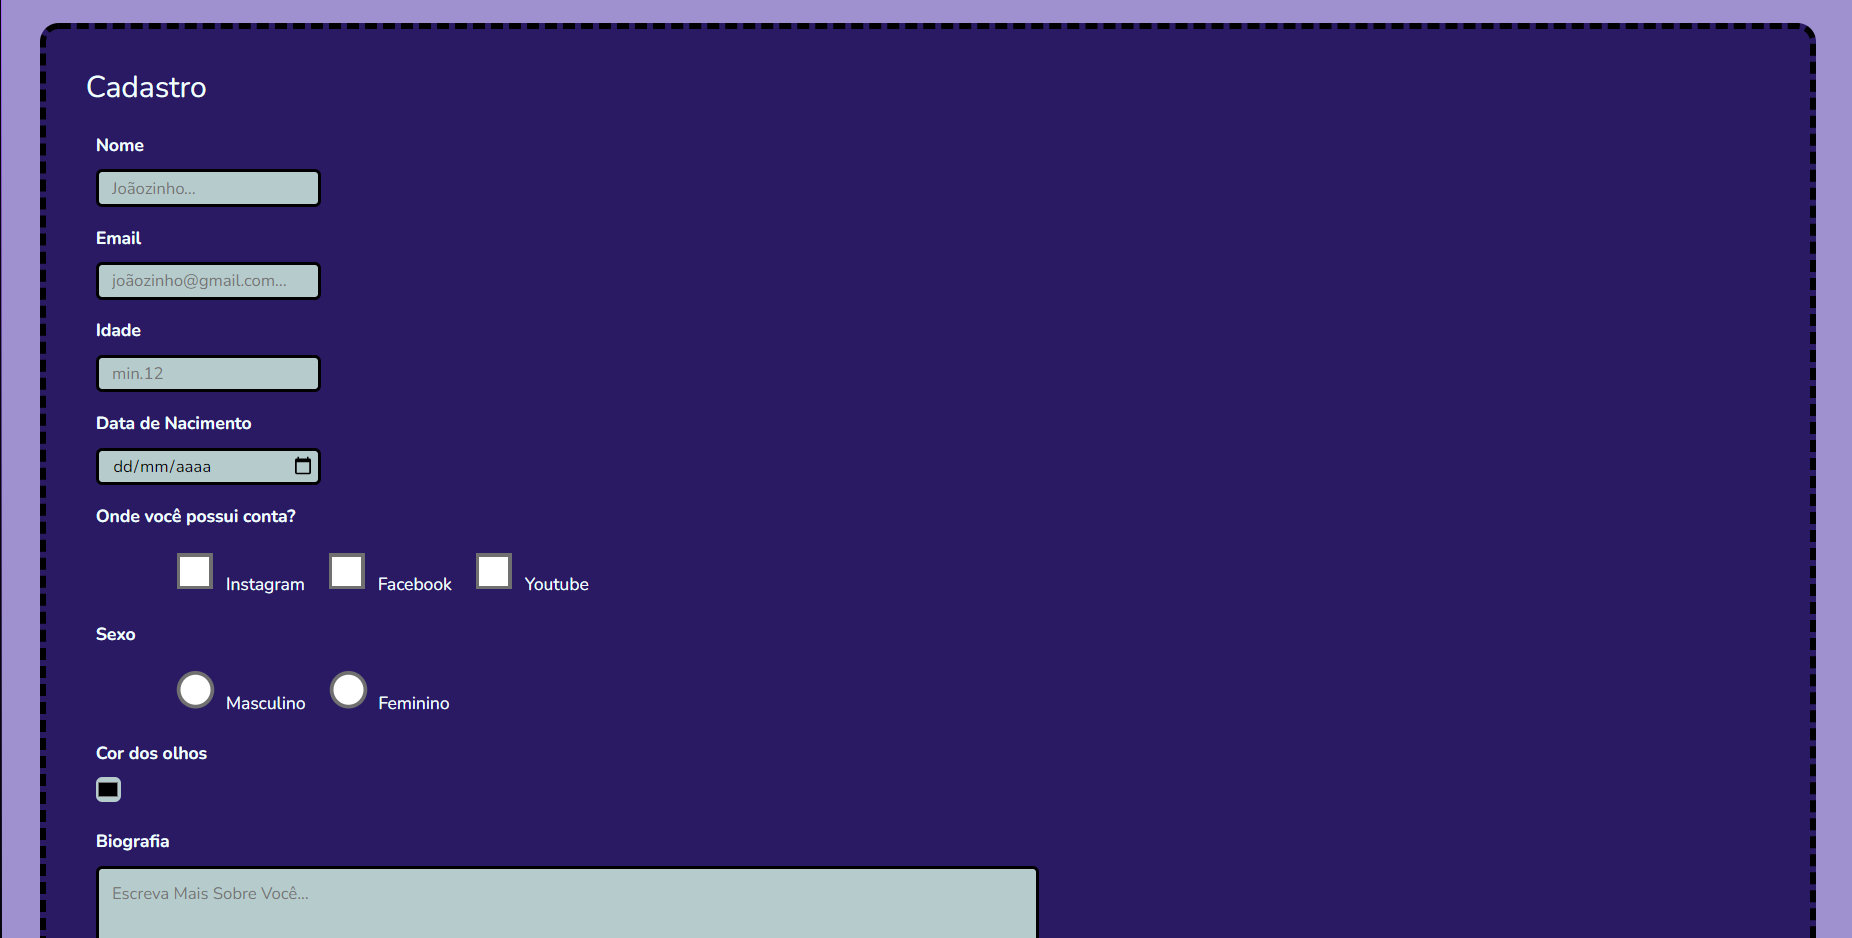 Cadastro
Nome
Joãozinho...
Email
joãozinho@gmail.com...
Idade
min.12
Data de Nacimento
dd/mm/aaaa
Onde você possui conta?
Instagram Facebook Youtube
Sexo
Masculino Feminino
Cor dos olhos
Biografia
Escreva Mais Sobre Você...